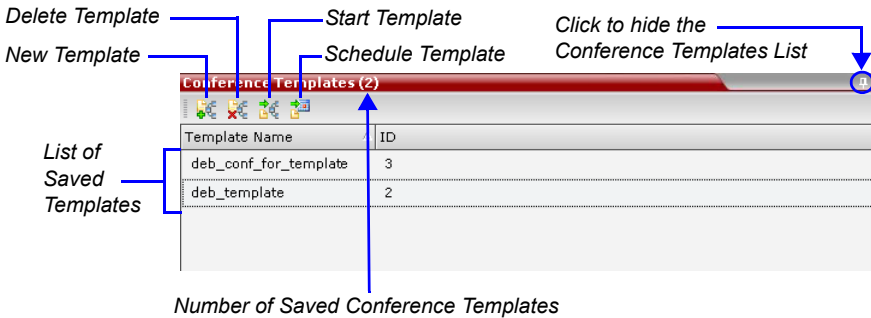 Delete Template
Start Template
Click to hide the
Conference Templates List
New Template
Schedule Template
Conference Templates (2)
Template Name
ID
List of
Saved
Templates
deb_conf_for_template
3
deb_template
2
Number of Saved Conference Templates